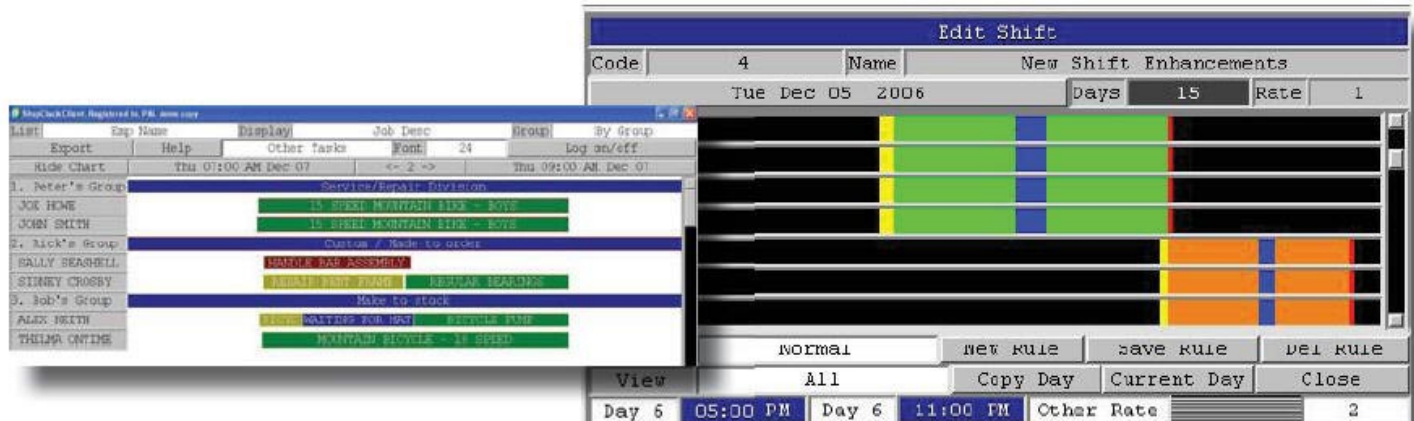 ShopClockClient, Registered to, PNL demo copy
List Emp Name Display Job Desc Group By Group
Export Help Other Tasks Font 24 Log on/off
Hide Chart Thu 07:00 AM Dec 07 <- 2 -> Thu 09:00 AM Dec 07
1. Peter's Group Service/Repair Division
JOE HOWE 15 SPEED MOUNTAIN BIKE - BOYS
JOHN SMITH 15 SPEED MOUNTAIN BIKE - BOYS
2. Rick's Group Custom / Made to order
SALLY SEASHELL HANDLE BAR ASSEMBLY
SIDNEY CROSBY REPAIR BENT FRAME REGULAR BEARINGS
3. Bob's Group Make to stock
ALEX KEITH WAITING FOR MAT BICYCLE PUMP
THELMA ONTIME MOUNTAIN BICYCLE - 18 SPEED
Edit Shift
Code 4 Name New Shift Enhancements
Tue Dec 05 2006 Days 15 Rate 1
Normal New Rule Save Rule Del Rule
View All Copy Day Current Day Close
Day 6 05:00 PM Day 6 11:00 PM Other Rate 2